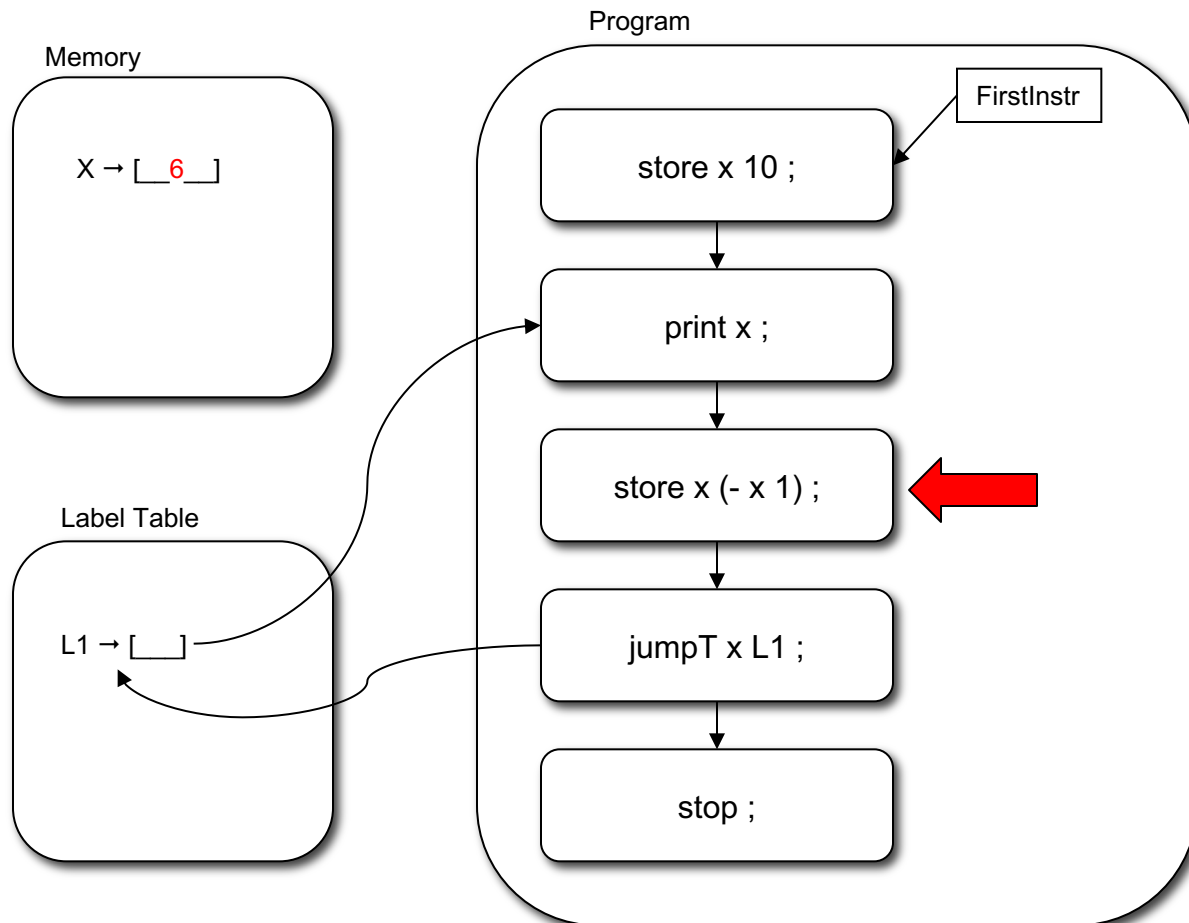 Program
Memory
FirstInstr
X → [__6__]
store x 10 ;
print x ;
store x (- x 1) ;
Label Table
L1 → [___]
jumpT x L1 ;
stop ;